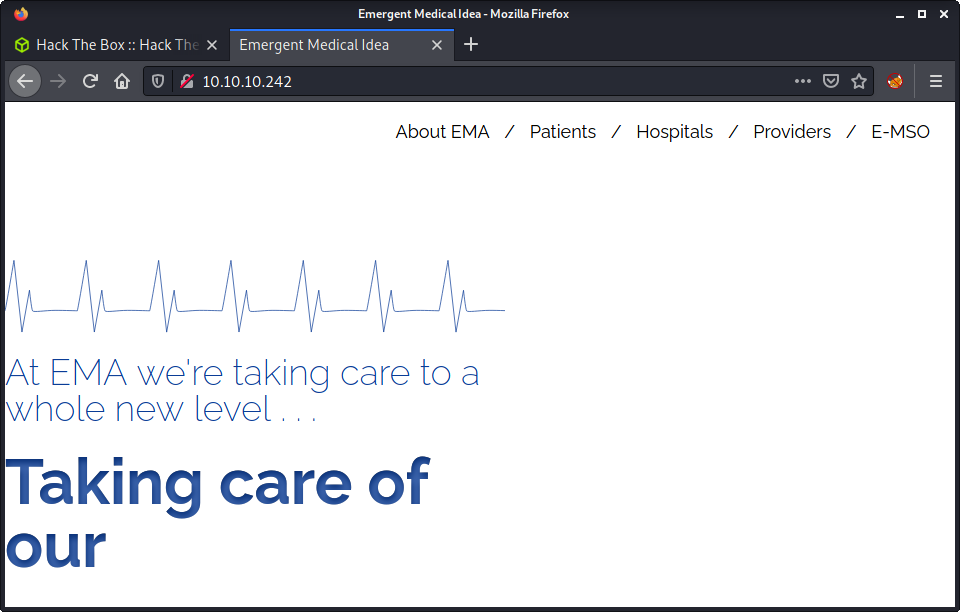 Emergent Medical Idea - Mozilla Firefox
Hack The Box :: Hack The
Emergent Medical Idea
10.10.10.242
About EMA / Patients / Hospitals / Providers / E-MSO
At EMA we're taking care to a
whole new level . . .
Taking care of
our